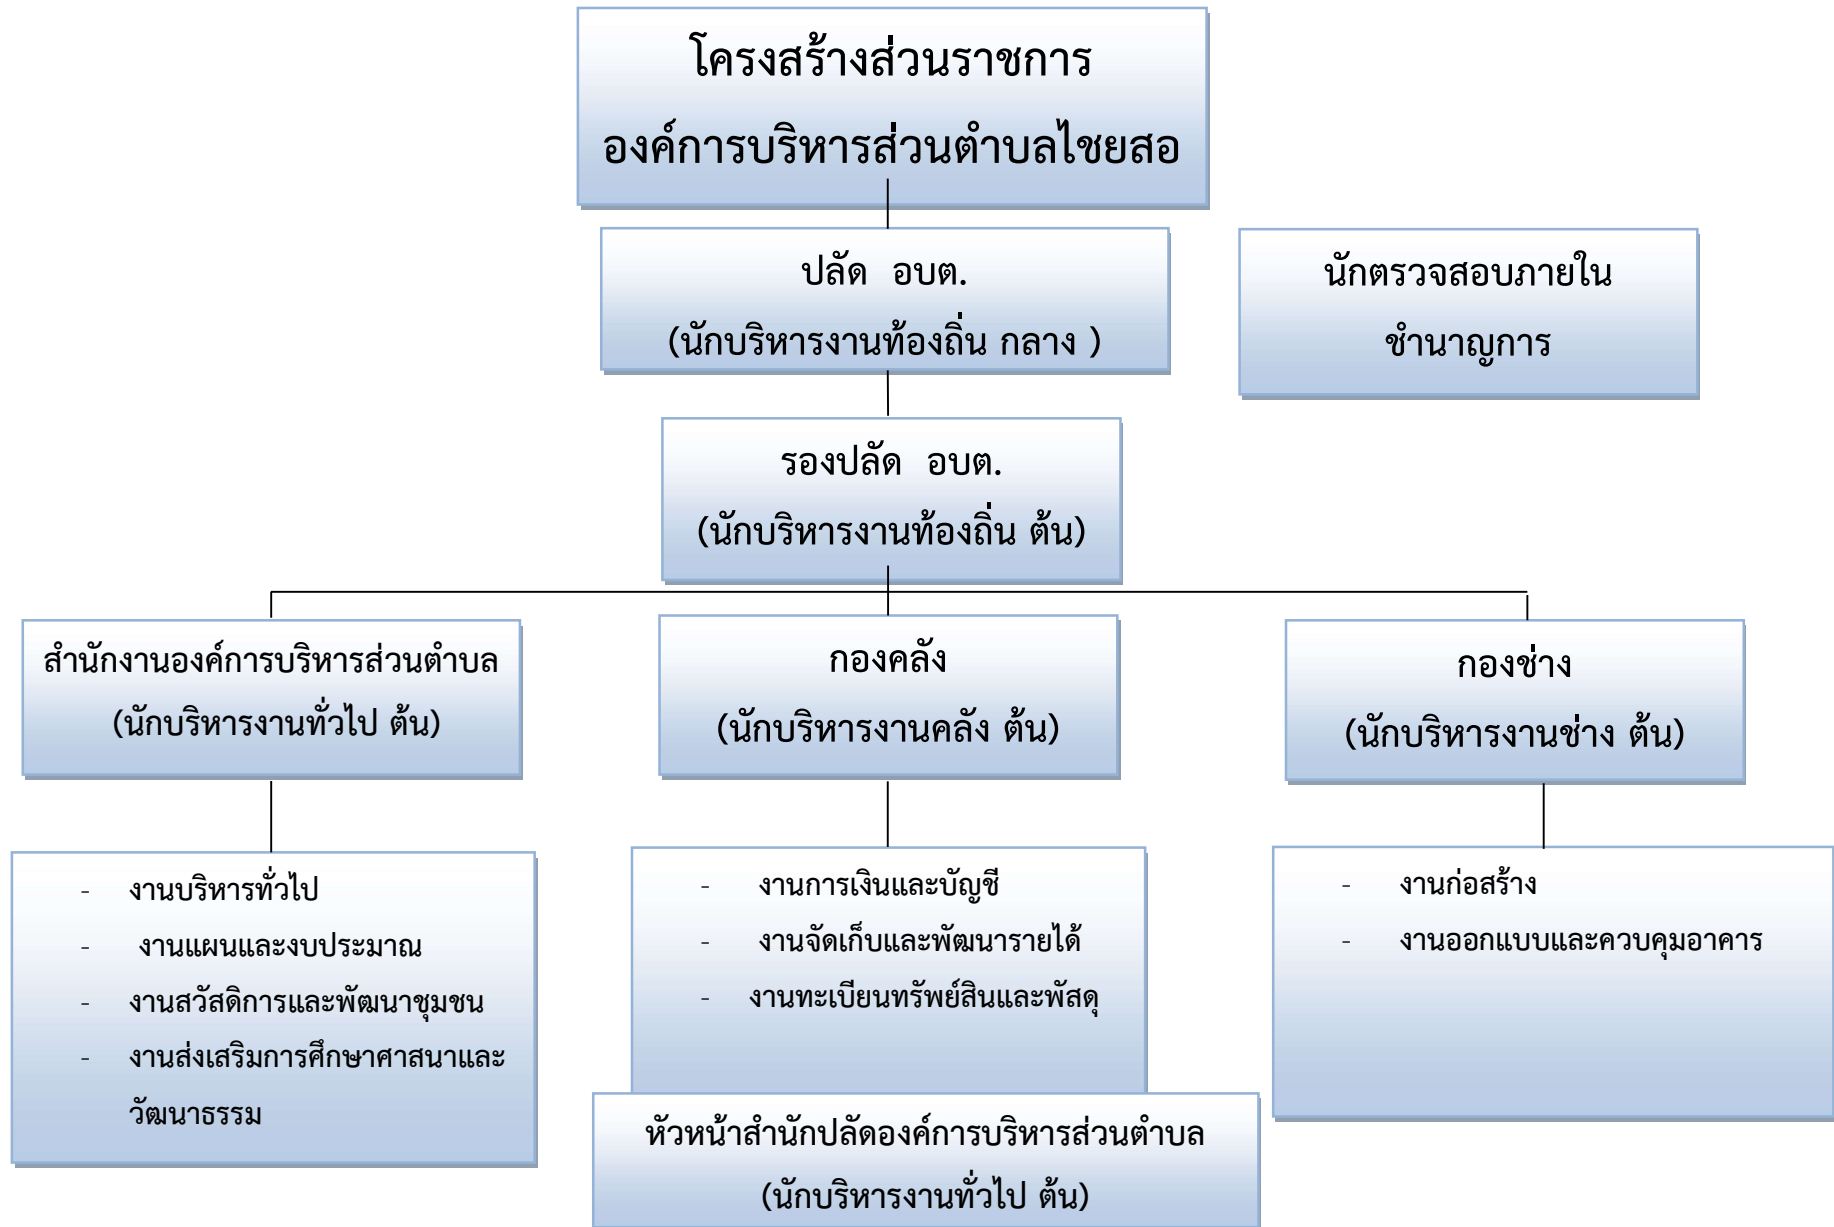 โครงสร้างส่วนราชการ
องค์การบริหารส่วนตำบลไชยสอ
ปลัด อบต.
(นักบริหารงานท้องถิ่น กลาง )
นักตรวจสอบภายใน
ชำนาญการ
รองปลัด อบต.
(นักบริหารงานท้องถิ่น ต้น)
สำนักงานองค์การบริหารส่วนตำบล
(นักบริหารงานทั่วไป ต้น)
กองคลัง
(นักบริหารงานคลัง ต้น)
กองช่าง
(นักบริหารงานช่าง ต้น)
- งานบริหารทั่วไป
- งานแผนและงบประมาณ
- งานสวัสดิการและพัฒนาชุมชน
- งานส่งเสริมการศึกษาศาสนาและ
วัฒนาธรรม
- งานการเงินและบัญชี
- งานจัดเก็บและพัฒนารายได้
- งานทะเบียนทรัพย์สินและพัสดุ
- งานก่อสร้าง
- งานออกแบบและควบคุมอาคาร
หัวหน้าสำนักปลัดองค์การบริหารส่วนตำบล
(นักบริหารงานทั่วไป ต้น)